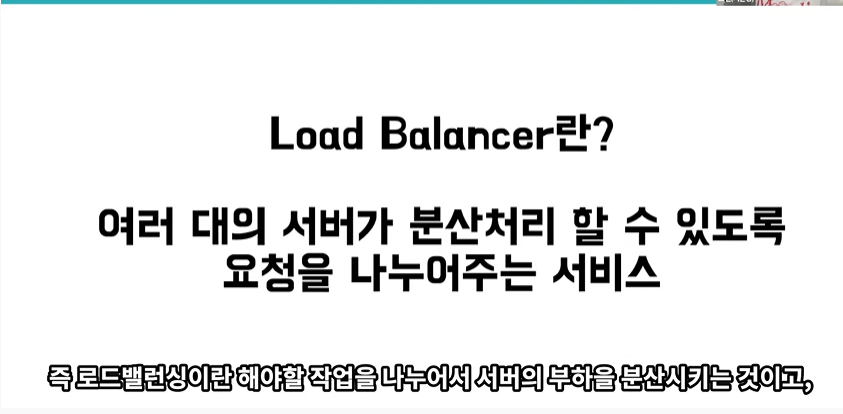 Load Balancer란?
여러 대의 서버가 분산처리 할 수 있도록
요청을 나누어주는 서비스
즉 로드밸런싱이란 해야할 작업을 나누어서 서버의 부하을 분산시키는 것이고,